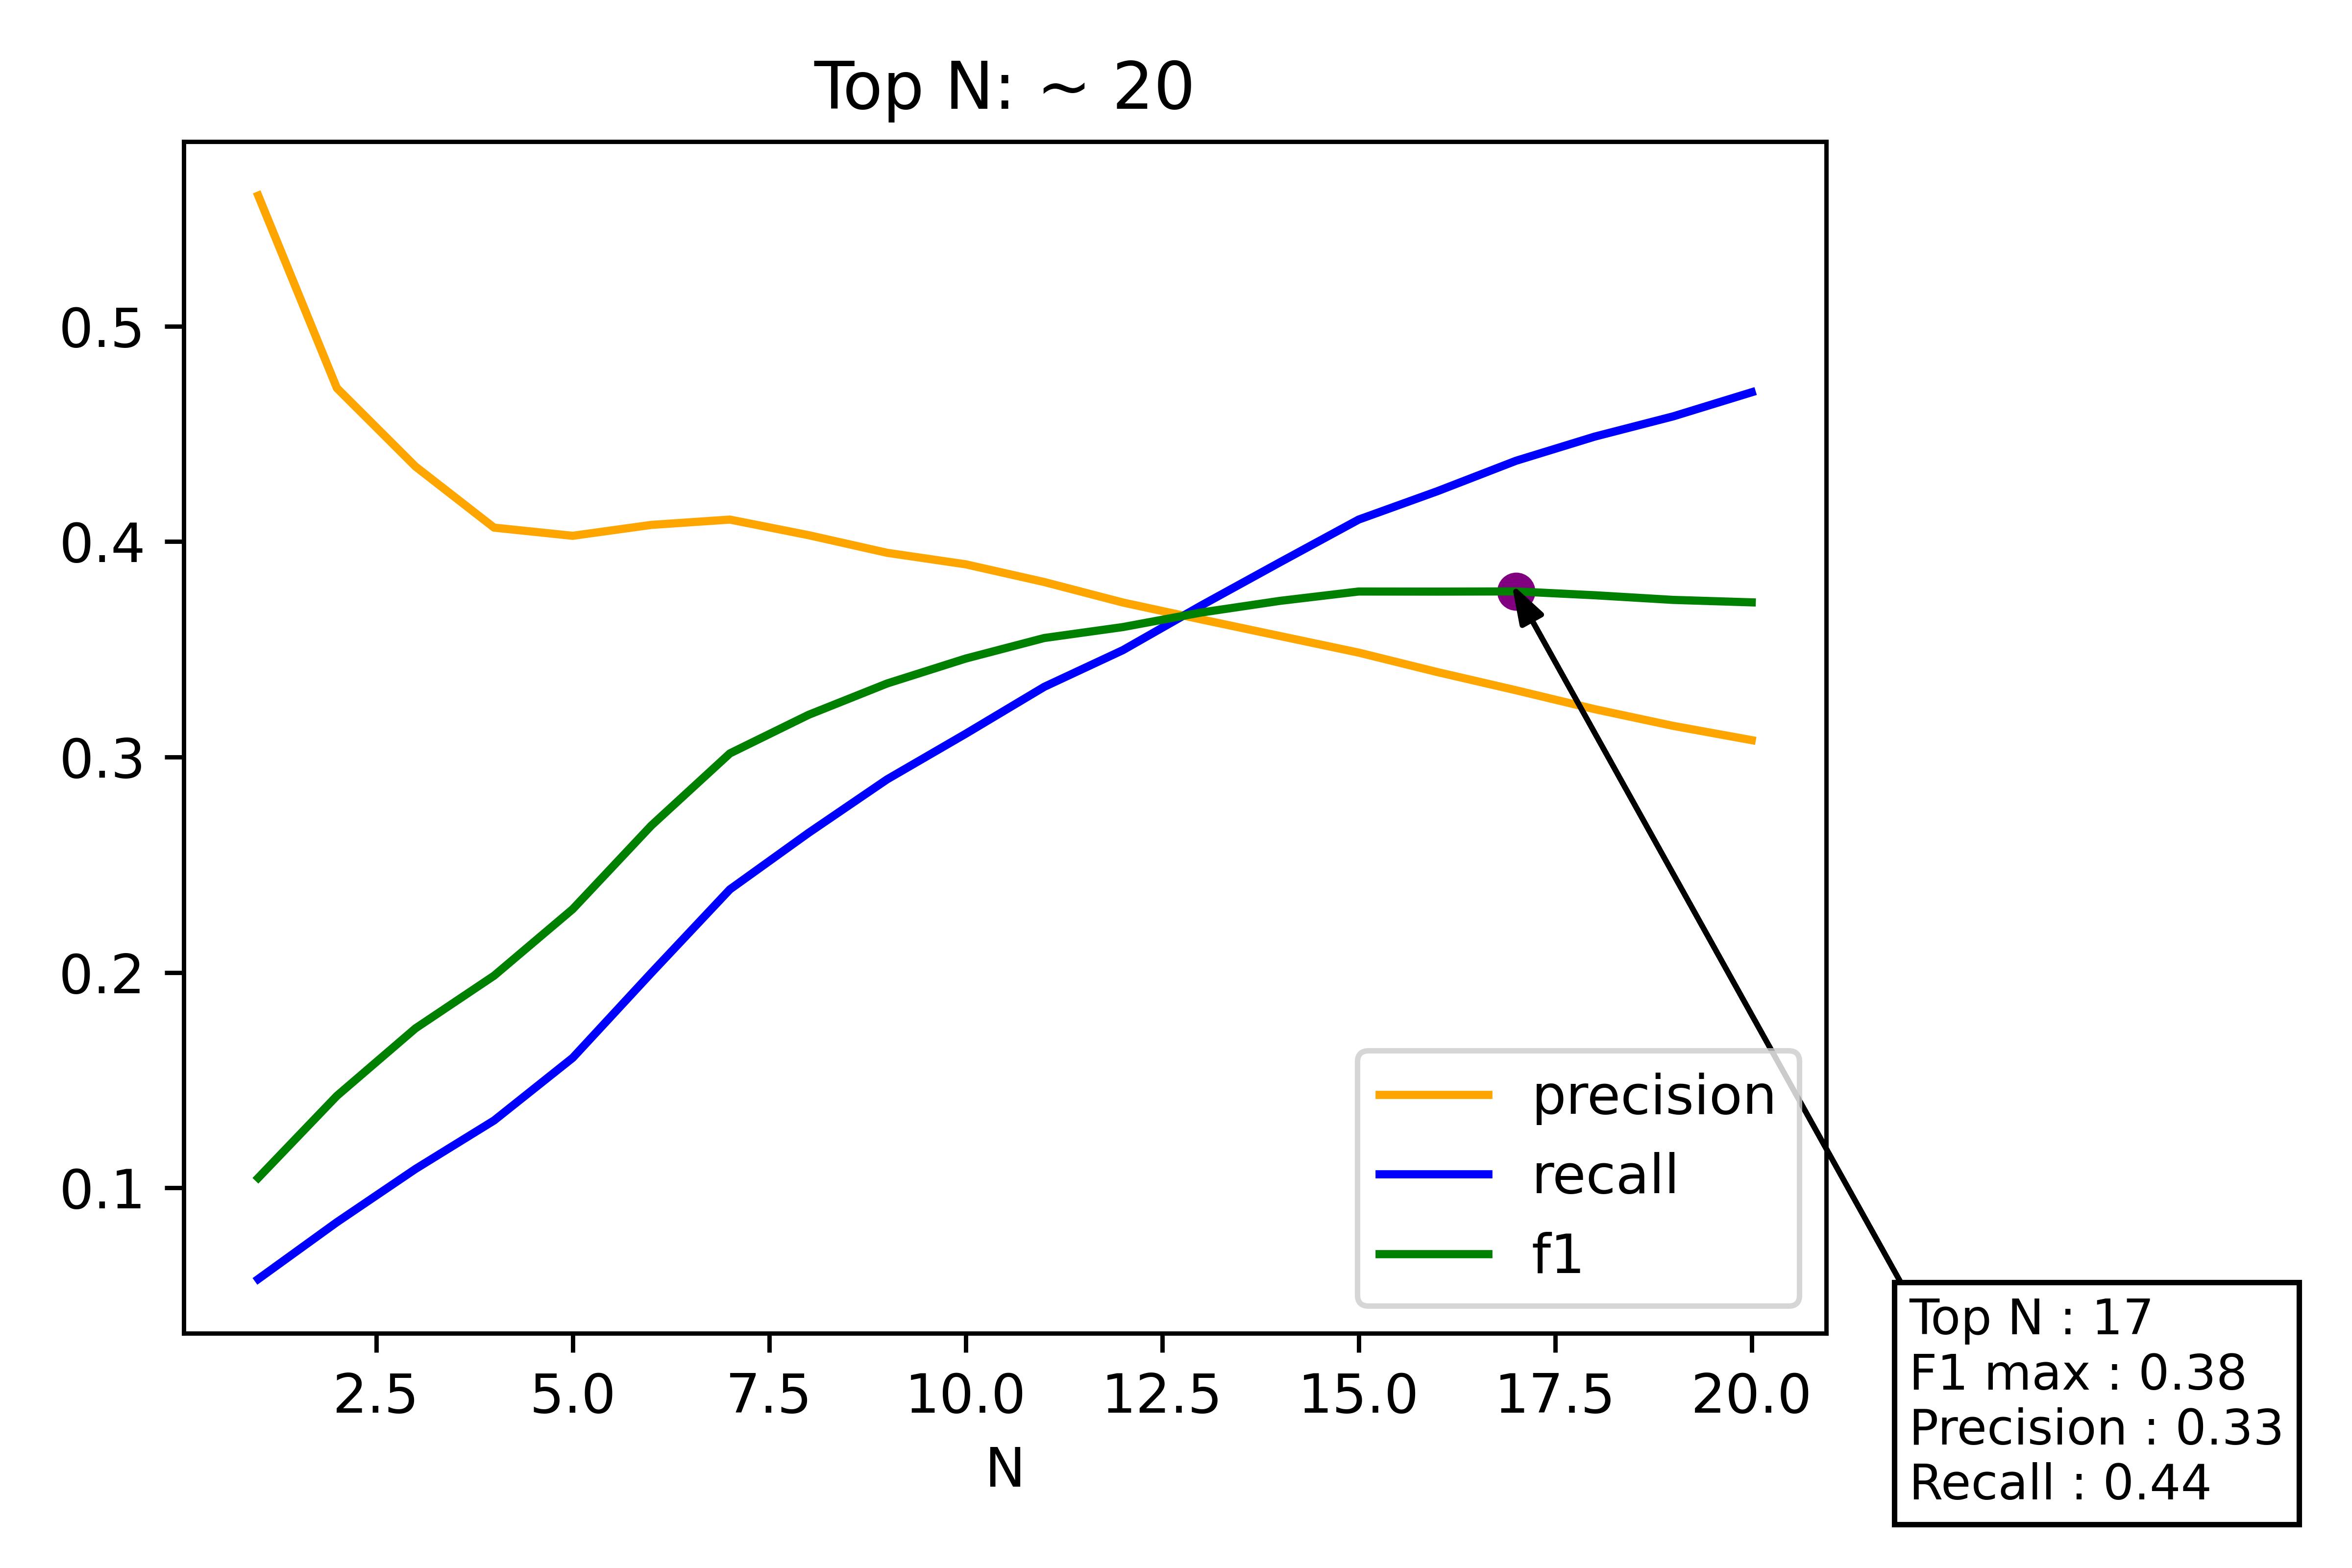 Top N: ~ 20
0.5
0.4
0.3
0.2
0.1
2.5 5.0 7.5 10.0 12.5 15.0 17.5 20.0
N
precision
recall
f1
Top N : 17
F1 max : 0.38
Precision : 0.33
Recall : 0.44